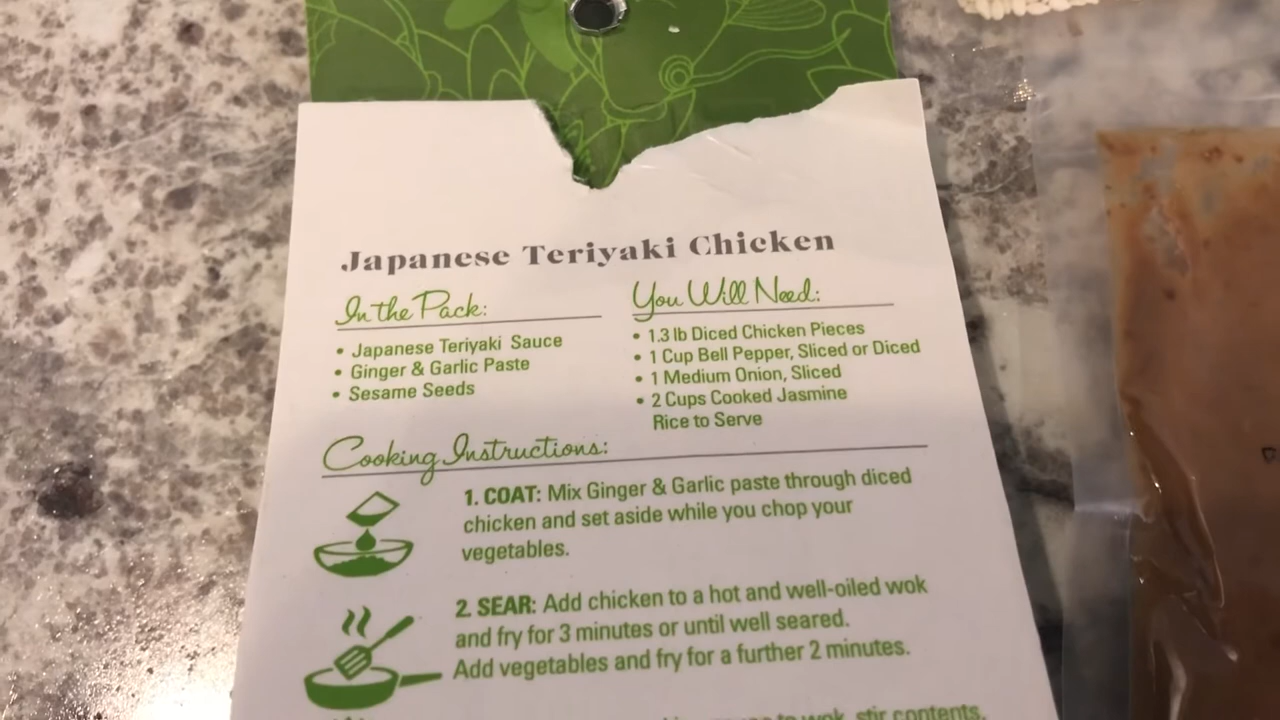 Japanese Teriyaki Chicken
In the Pack:
• Japanese Teriyaki Sauce
• Ginger & Garlic Paste
• Sesame Seeds
You Will Need:
• 1.3 lb Diced Chicken Pieces
• 1 Cup Bell Pepper, Sliced or Diced
• 1 Medium Onion, Sliced
• 2 Cups Cooked Jasmine
Rice to Serve
Cooking Instructions:
1. COAT: Mix Ginger & Garlic paste through diced
chicken and set aside while you chop your
vegetables.
2. SEAR: Add chicken to a hot and well-oiled wok
and fry for 3 minutes or until well seared.
Add vegetables and fry for a further 2 minutes.
to wok, stir contents,